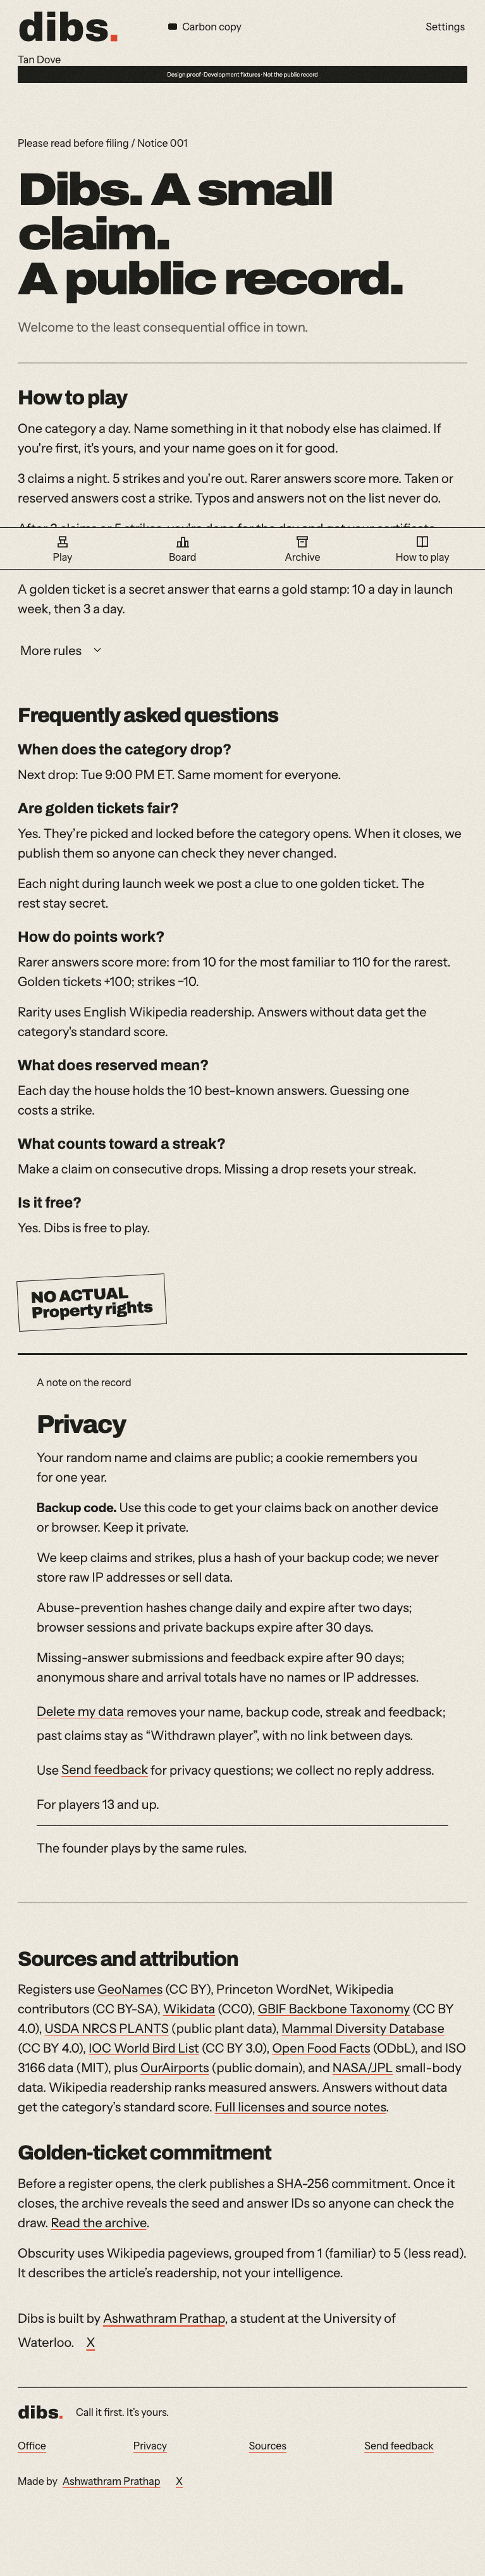 dibs.
Carbon copy
Settings
Tan Dove
Design proof · Development fixtures · Not the public record
Please read before filing / Notice 001
Dibs. A small
claim.
A public record.
Welcome to the least consequential office in town.
How to play
One category a day. Name something in it that nobody else has claimed. If
you're first, it's yours, and your name goes on it for good.
3 claims a night. 5 strikes and you're out. Rarer answers score more. Taken or
reserved answers cost a strike. Typos and answers not on the list never do.
Play
Board
Archive
How to play
A golden ticket is a secret answer that earns a gold stamp: 10 a day in launch
week, then 3 a day.
More rules
Frequently asked questions
When does the category drop?
Next drop: Tue 9:00 PM ET. Same moment for everyone.
Are golden tickets fair?
Yes. They're picked and locked before the category opens. When it closes, we
publish them so anyone can check they never changed.
Each night during launch week we post a clue to one golden ticket. The
rest stay secret.
How do points work?
Rarer answers score more: from 10 for the most familiar to 110 for the rarest.
Golden tickets +100; strikes −10.
Rarity uses English Wikipedia readership. Answers without data get the
category's standard score.
What does reserved mean?
Each day the house holds the 10 best-known answers. Guessing one
costs a strike.
What counts toward a streak?
Make a claim on consecutive drops. Missing a drop resets your streak.
Is it free?
Yes. Dibs is free to play.
NO ACTUAL
Property rights
A note on the record
Privacy
Your random name and claims are public; a cookie remembers you
for one year.
Backup code. Use this code to get your claims back on another device
or browser. Keep it private.
We keep claims and strikes, plus a hash of your backup code; we never
store raw IP addresses or sell data.
Abuse-prevention hashes change daily and expire after two days;
browser sessions and private backups expire after 30 days.
Missing-answer submissions and feedback expire after 90 days;
anonymous share and arrival totals have no names or IP addresses.
Delete my data removes your name, backup code, streak and feedback;
past claims stay as “Withdrawn player”, with no link between days.
Use Send feedback for privacy questions; we collect no reply address.
For players 13 and up.
The founder plays by the same rules.
Sources and attribution
Registers use GeoNames (CC BY), Princeton WordNet, Wikipedia
contributors (CC BY-SA), Wikidata (CC0), GBIF Backbone Taxonomy (CC BY
4.0), USDA NRCS PLANTS (public plant data), Mammal Diversity Database
(CC BY 4.0), IOC World Bird List (CC BY 3.0), Open Food Facts (ODbL), and ISO
3166 data (MIT), plus OurAirports (public domain), and NASA/JPL small-body
data. Wikipedia readership ranks measured answers. Answers without data
get the category's standard score. Full licenses and source notes.
Golden-ticket commitment
Before a register opens, the clerk publishes a SHA-256 commitment. Once it
closes, the archive reveals the seed and answer IDs so anyone can check the
draw. Read the archive.
Obscurity uses Wikipedia pageviews, grouped from 1 (familiar) to 5 (less read).
It describes the article's readership, not your intelligence.
Dibs is built by Ashwathram Prathap, a student at the University of
Waterloo. X
dibs. Call it first. It's yours.
Office
Privacy
Sources
Send feedback
Made by Ashwathram Prathap X